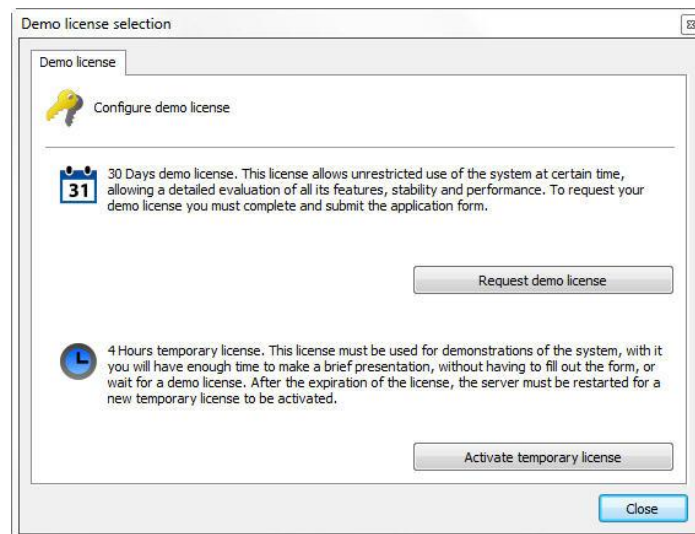 Demo license selection
Demo license
Configure demo license
31
30 Days demo license. This license allows unrestricted use of the system at certain time,
allowing a detailed evaluation of all its features, stability and performance. To request your
demo license you must complete and submit the application form.
Request demo license
4 Hours temporary license. This license must be used for demonstrations of the system, with it
you will have enough time to make a brief presentation, without having to fill out the form, or
wait for a demo license. After the expiration of the license, the server must be restarted for a
new temporary license to be activated.
Activate temporary license
Close